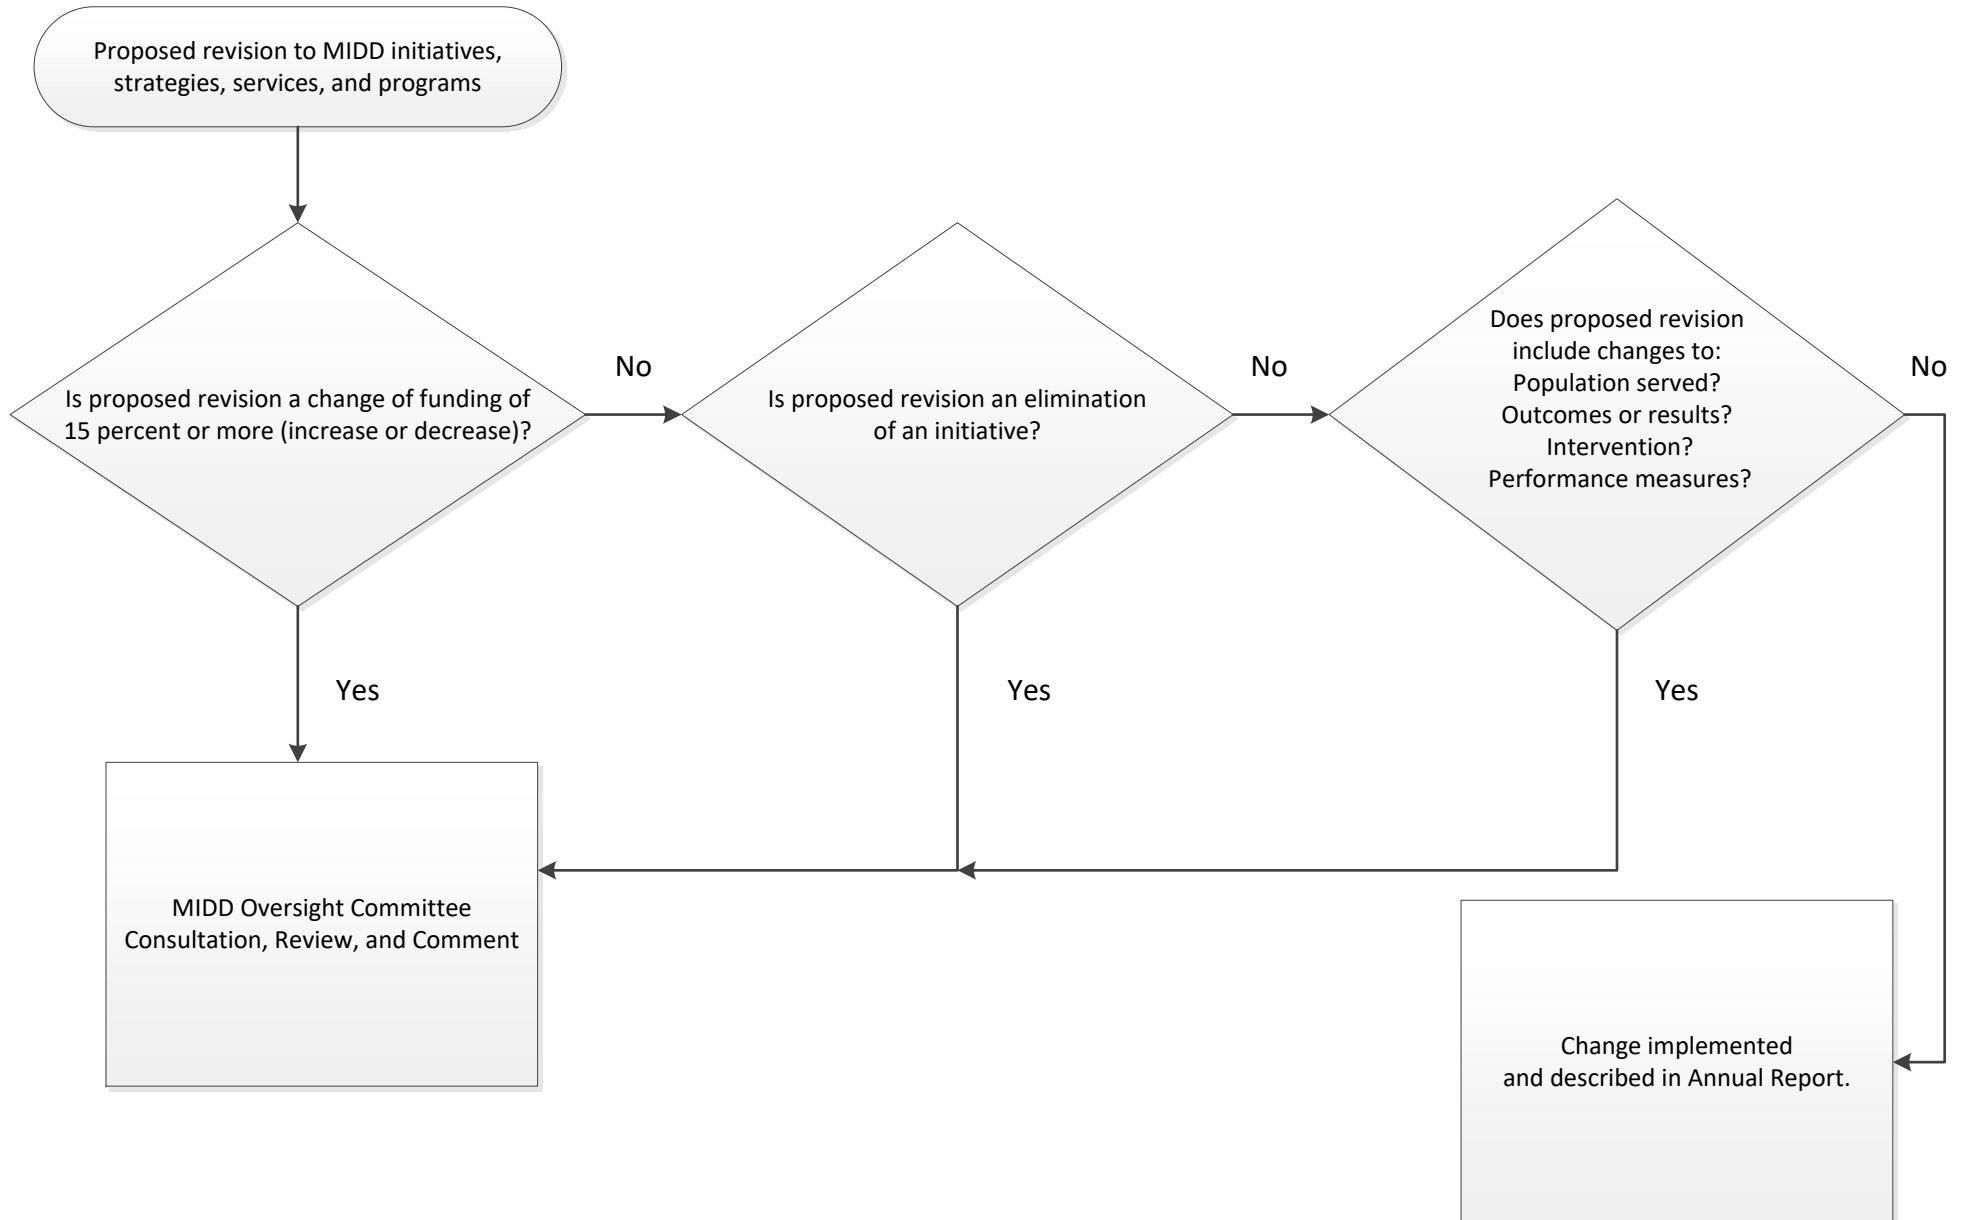 Proposed revision to MIDD initiatives,
strategies, services, and programs
Is proposed revision a change of funding of
15 percent or more (increase or decrease)?
No
Is proposed revision an elimination
of an initiative?
No
Does proposed revision
include changes to:
Population served?
Outcomes or results?
Intervention?
Performance measures?
No
Yes
Yes
Yes
MIDD Oversight Committee
Consultation, Review, and Comment
Change implemented
and described in Annual Report.